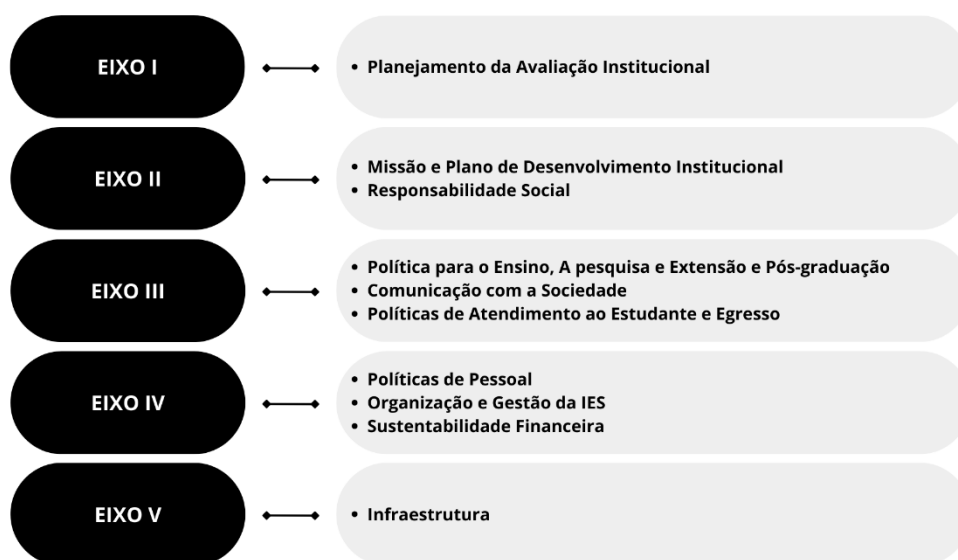 EIXO I
• Planejamento da Avaliação Institucional
EIXO II
• Missão e Plano de Desenvolvimento Institucional
• Responsabilidade Social
EIXO III
• Política para o Ensino, A pesquisa e Extensão e Pós-graduação
• Comunicação com a Sociedade
• Políticas de Atendimento ao Estudante e Egresso
EIXO IV
• Políticas de Pessoal
• Organização e Gestão da IES
• Sustentabilidade Financeira
EIXO V
• Infraestrutura